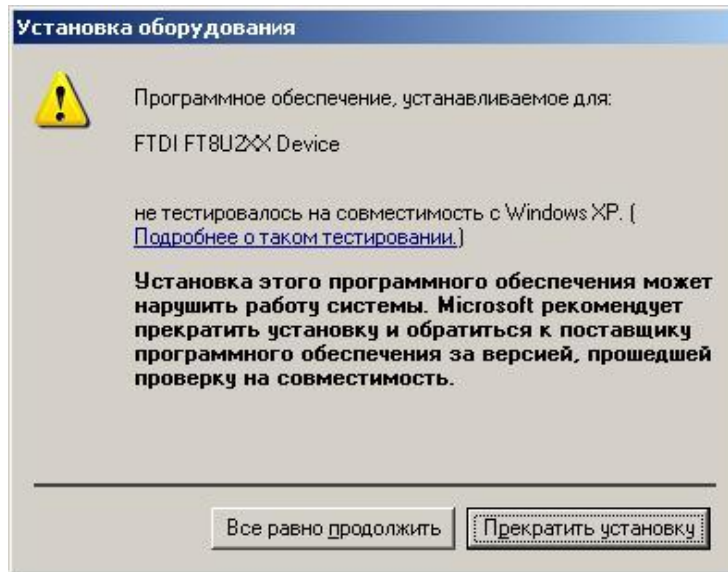 Установка оборудования
Программное обеспечение, устанавливаемое для:
FTDI FT8U2XX Device
не тестировалось на совместимость с Windows XP. (
Подробнее о таком тестировании.)
Установка этого программного обеспечения может
нарушить работу системы. Microsoft рекомендует
прекратить установку и обратиться к поставщику
программного обеспечения за версией, прошедшей
проверку на совместимость.
Все равно продолжить
Прекратить установку